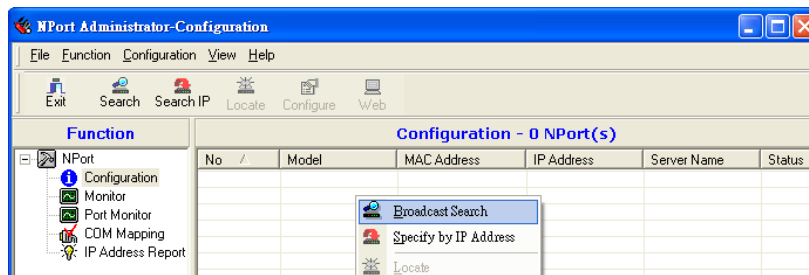 NPort Administrator-Configuration
File Function Configuration View Help
Exit Search Search IP Locate Configure Web
Function
Configuration - 0 NPort(s)
NPort
Configuration
Monitor
Port Monitor
COM Mapping
IP Address Report
No Model MAC Address IP Address Server Name Status
Broadcast Search
Specify by IP Address
Locate